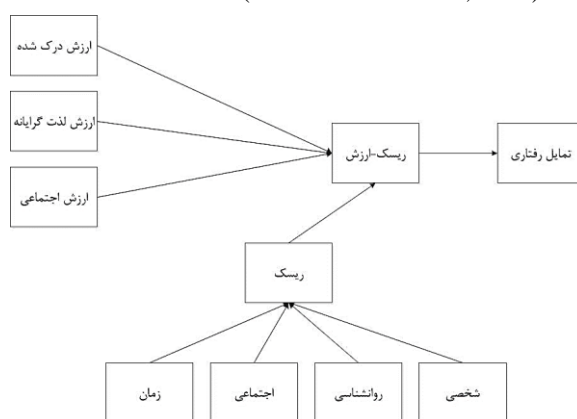 ارزش درک شده
ارزش لذت گرایانه
ریسک-ارزش
تمایل رفتاری
ارزش اجتماعی
ریسک
شخصی
روانشناسی
اجتماعی
زمان